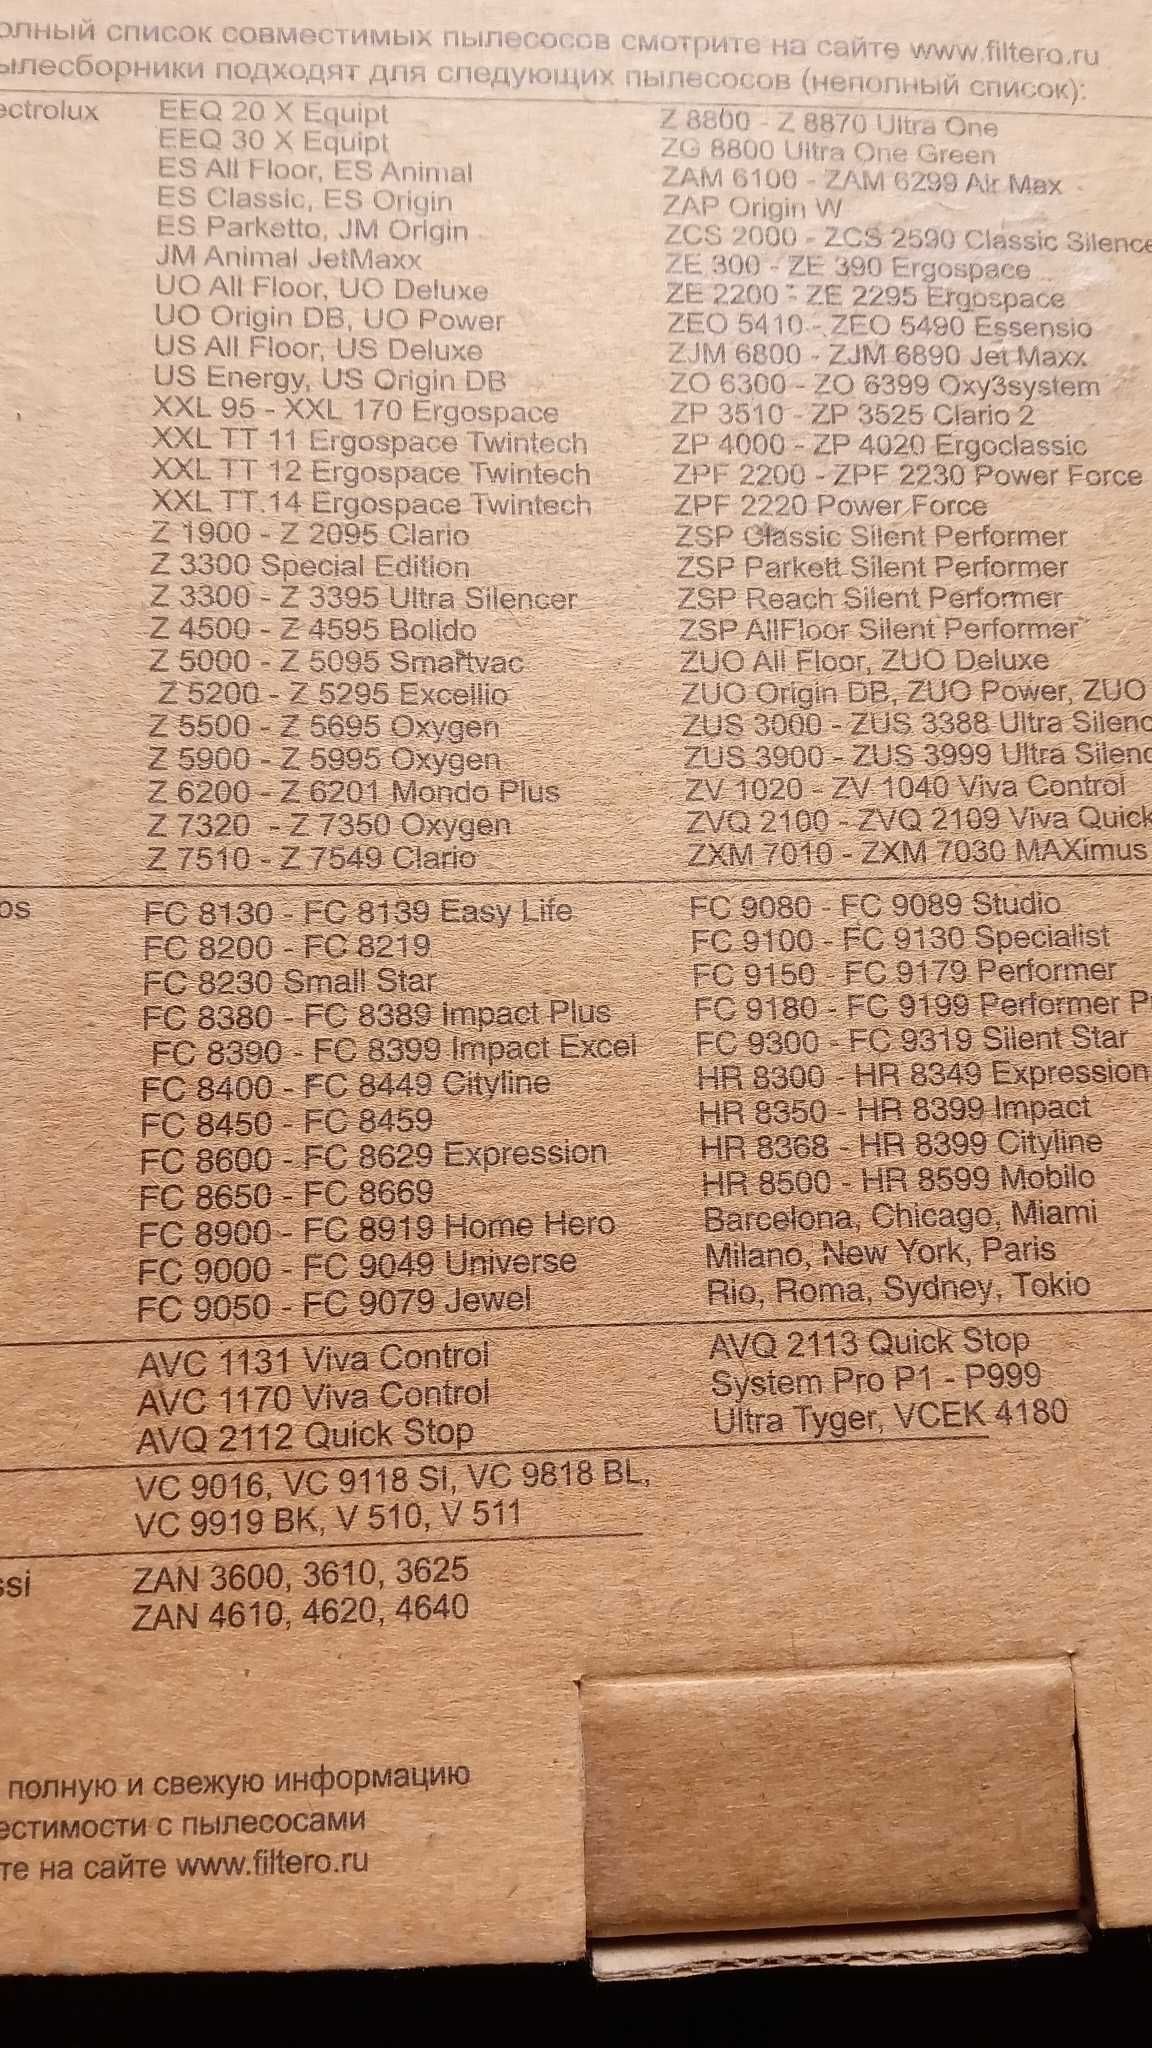 олный список совместимых пылесосов смотрите на сайте www.filtero.ru
ылесборники подходят для следующих пылесосов (неполный список):
ectrolux
EEQ 20 X Equipt
EEQ 30 X Equipt
ES All Floor, ES Animal
ES Classic, ES Origin
ES Parketto, JM Origin
JM Animal JetMaxx
UO All Floor, UO Deluxe
UO Origin DB, UO Power
US All Floor, US Deluxe
US Energy, US Origin DB
XXL 95 - XXL 170 Ergospace
XXL TT 11 Ergospace Twintech
XXL TT 12 Ergospace Twintech
XXL TT 14 Ergospace Twintech
Z 1900 - Z 2095 Clario
Z 3300 Special Edition
Z 3300 - Z 3395 Ultra Silencer
Z 4500 - Z 4595 Bolido
Z 5000 - Z 5095 Smartvac
Z 5200 - Z 5295 Excellio
Z 5500 - Z 5695 Oxygen
Z 5900 - Z 5995 Oxygen
Z 6200 - Z 6201 Mondo Plus
Z 7320 - Z 7350 Oxygen
Z 7510 - Z 7549 Clario
Z 8800 - Z 8870 Ultra One
ZG 8800 Ultra One Green
ZAM 6100 - ZAM 6299 Air Max
ZAP Origin W
ZCS 2000 - ZCS 2590 Classic Silence
ZE 300 - ZE 390 Ergospace
ZE 2200 - ZE 2295 Ergospace
ZEO 5410 - ZEO 5490 Essensio
ZJM 6800 - ZJM 6890 Jet Maxx
ZO 6300 - ZO 6399 Oxy3system
ZP 3510 - ZP 3525 Clario 2
ZP 4000 - ZP 4020 Ergoclassic
ZPF 2200 - ZPF 2230 Power Force
ZPF 2220 Power Force
ZSP Classic Silent Performer
ZSP Parkett Silent Performer
ZSP Reach Silent Performer
ZSP AllFloor Silent Performer
ZUO All Floor, ZUO Deluxe
ZUO Origin DB, ZUO Power, ZUO
ZUS 3000 - ZUS 3388 Ultra Silenc
ZUS 3900 - ZUS 3999 Ultra Silenc
ZV 1020 - ZV 1040 Viva Control
ZVQ 2100 - ZVQ 2109 Viva Quick
ZXM 7010 - ZXM 7030 MAXimus
ps
FC 8130 - FC 8139 Easy Life
FC 8200 - FC 8219
FC 8230 Small Star
FC 8380 - FC 8389 Impact Plus
FC 8390 - FC 8399 Impact Excel
FC 8400 - FC 8449 Cityline
FC 8450 - FC 8459
FC 8600 - FC 8629 Expression
FC 8650 - FC 8669
FC 8900 - FC 8919 Home Hero
FC 9000 - FC 9049 Universe
FC 9050 - FC 9079 Jewel
FC 9080 - FC 9089 Studio
FC 9100 - FC 9130 Specialist
FC 9150 - FC 9179 Performer
FC 9180 - FC 9199 Performer P
FC 9300 - FC 9319 Silent Star
HR 8300 - HR 8349 Expression
HR 8350 - HR 8399 Impact
HR 8368 - HR 8399 Cityline
HR 8500 - HR 8599 Mobilo
Barcelona, Chicago, Miami
Milano, New York, Paris
Rio, Roma, Sydney, Tokio
AVC 1131 Viva Control
AVC 1170 Viva Control
AVQ 2112 Quick Stop
AVQ 2113 Quick Stop
System Pro P1 - P999
Ultra Tyger, VCEK 4180
VC 9016, VC 9118 SI, VC 9818 BL,
VC 9919 BK, V 510, V 511
ssi
ZAN 3600, 3610, 3625
ZAN 4610, 4620, 4640
полную и свежую информацию
естимости с пылесосами
те на сайте www.filtero.ru